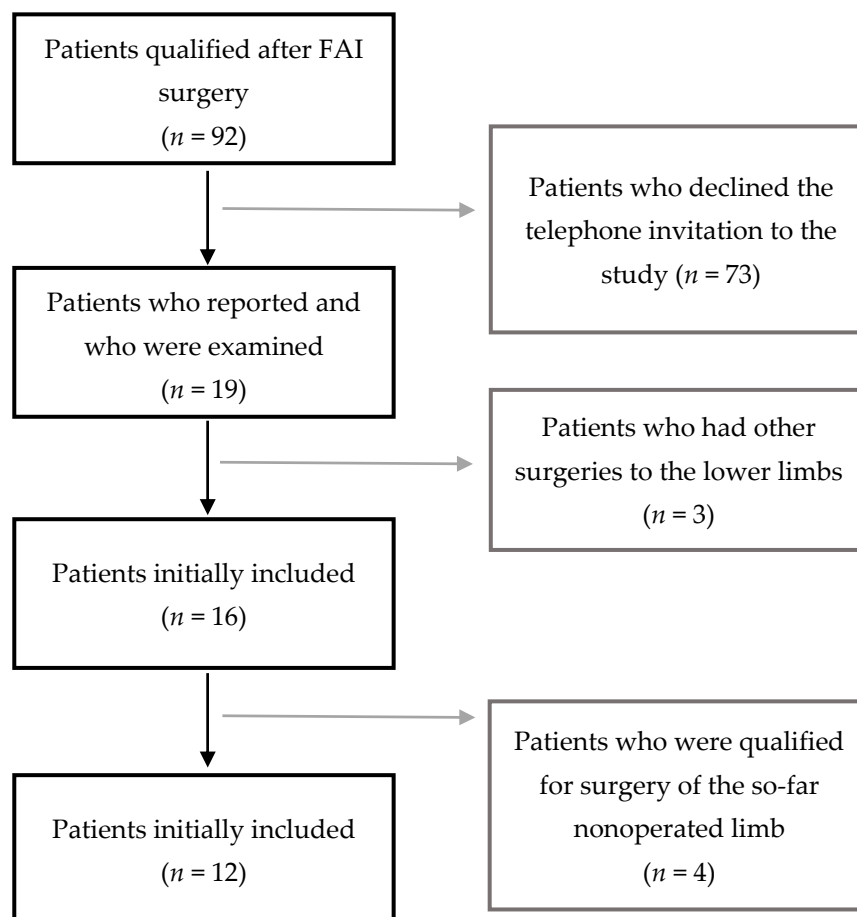 Patients qualified after FAI
surgery
(n = 92)
Patients who declined the
telephone invitation to the
study (n = 73)
Patients who reported and
who were examined
(n = 19)
Patients who had other
surgeries to the lower limbs
(n = 3)
Patients initially included
(n = 16)
Patients who were qualified
for surgery of the so-far
nonoperated limb
(n = 4)
Patients initially included
(n = 12)